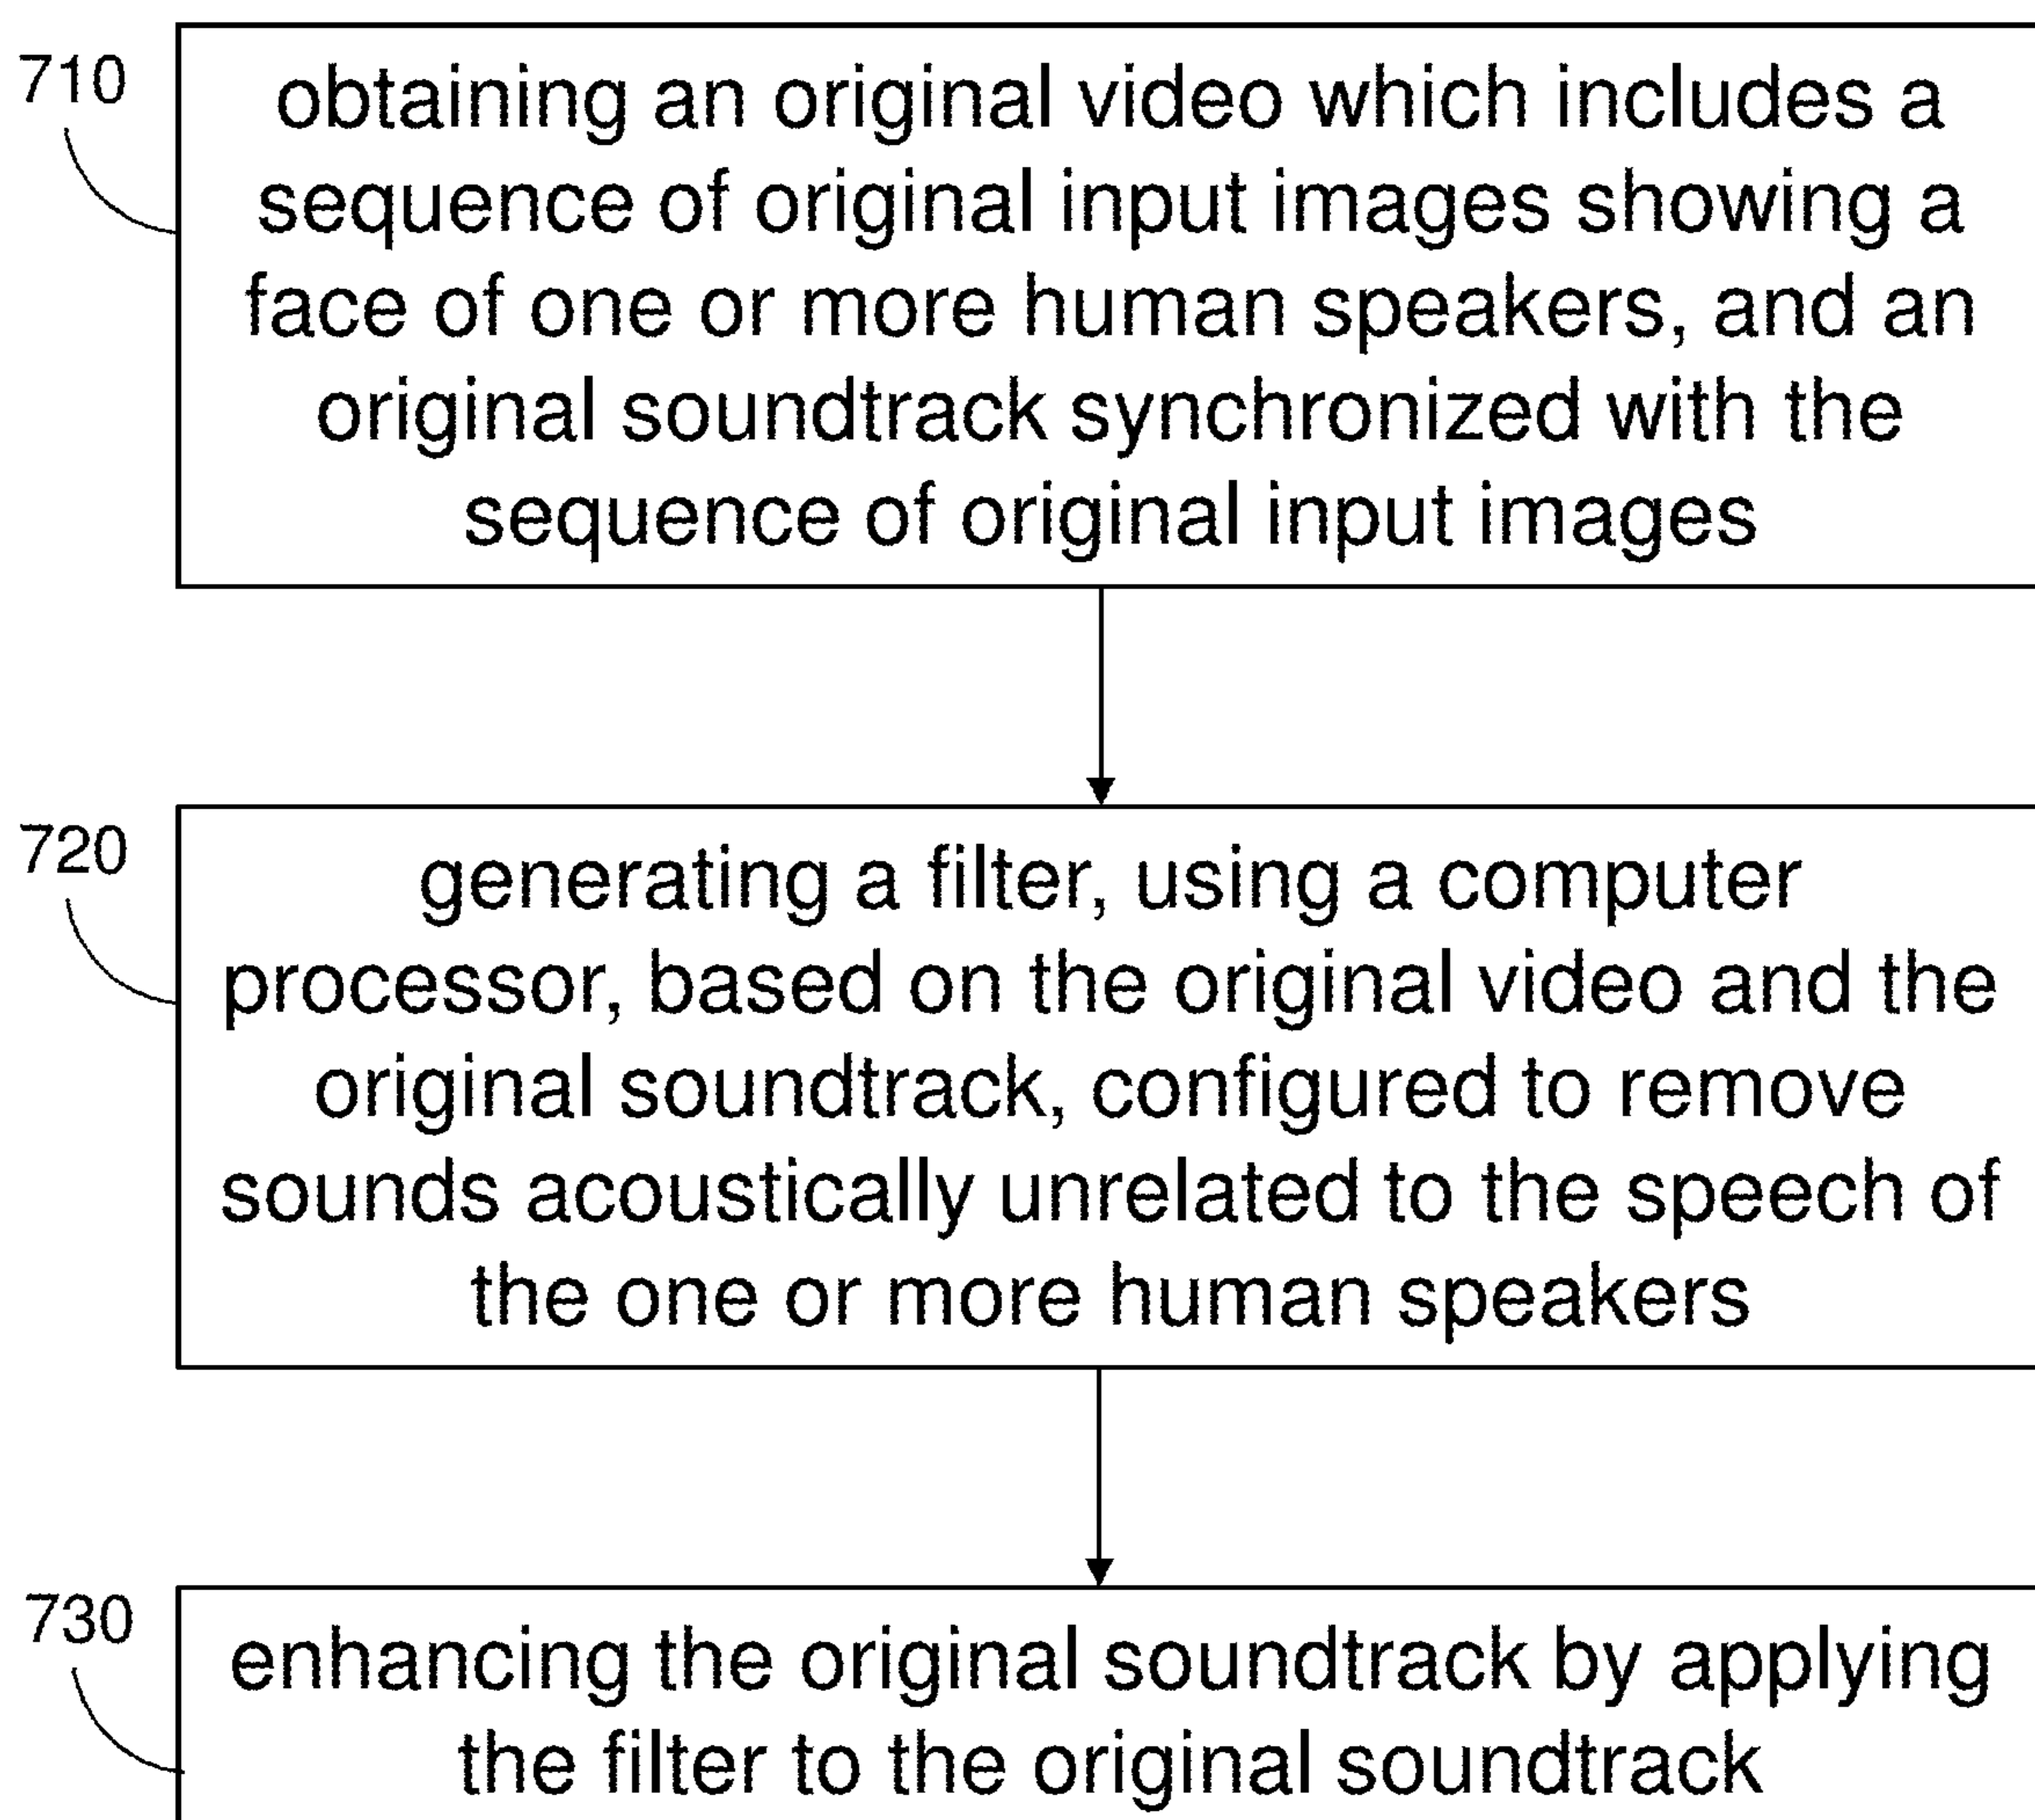 710
obtaining an original video which includes a
sequence of original input images showing a
face of one or more human speakers, and an
original soundtrack synchronized with the
sequence of original input images
720
generating a filter, using a computer
processor, based on the original video and the
original soundtrack, configured to remove
sounds acoustically unrelated to the speech of
the one or more human speakers
730
enhancing the original soundtrack by applying
the filter to the original soundtrack